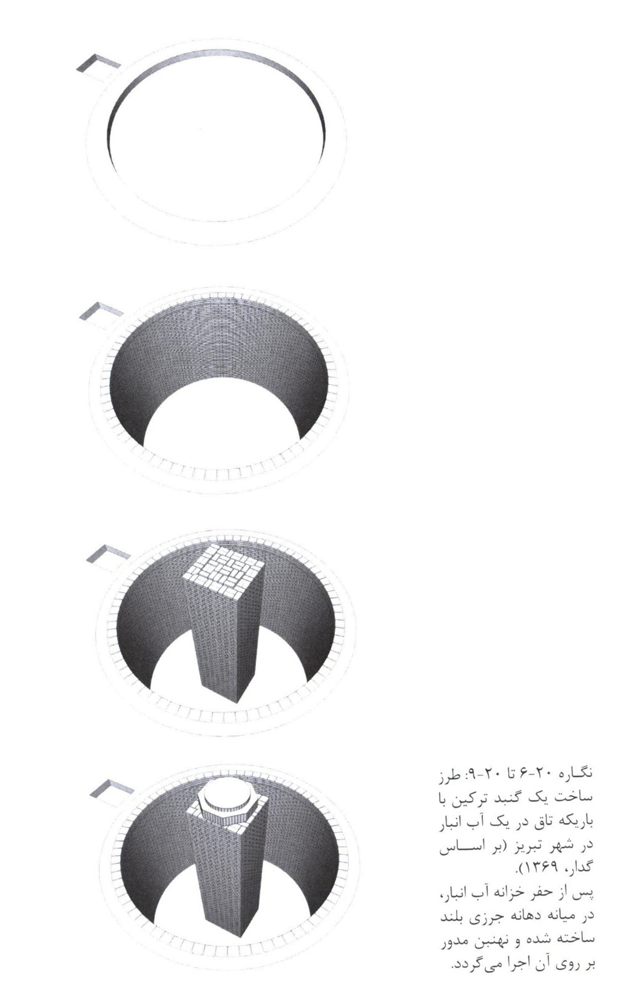 نگـاره ۲۰-۶ تا ۲۰-۹: طرز
ساخت یک گنبد ترکین با
باریکه تاق در یک آب انبار
در شهر تبریز (بر اســاس
گدار، ۱۳۶۹).
پس از حفر خزانه آب انبار،
در میانه دهانه جرزی بلند
ساخته شده و نهنبن مدور
بر روی آن اجرا می‌گردد.